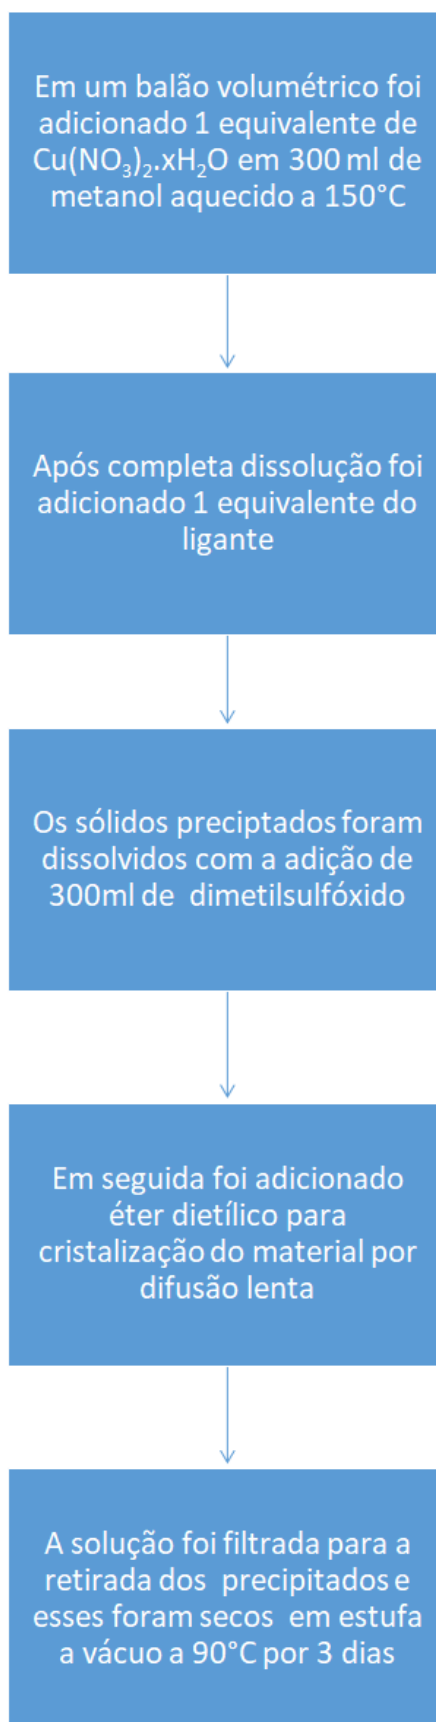 Em um balão volumétrico foi
adicionado 1 equivalente de
Cu(NO₃)₂.xH₂O em 300 ml de
metanol aquecido a 150°C
Após completa dissolução foi
adicionado 1 equivalente do
ligante
Os sólidos preciptados foram
dissolvidos com a adição de
300ml de dimetilsulfóxido
Em seguida foi adicionado
éter dietílico para
cristalização do material por
difusão lenta
A solução foi filtrada para a
retirada dos precipitados e
esses foram secos em estufa
a vácuo a 90°C por 3 dias